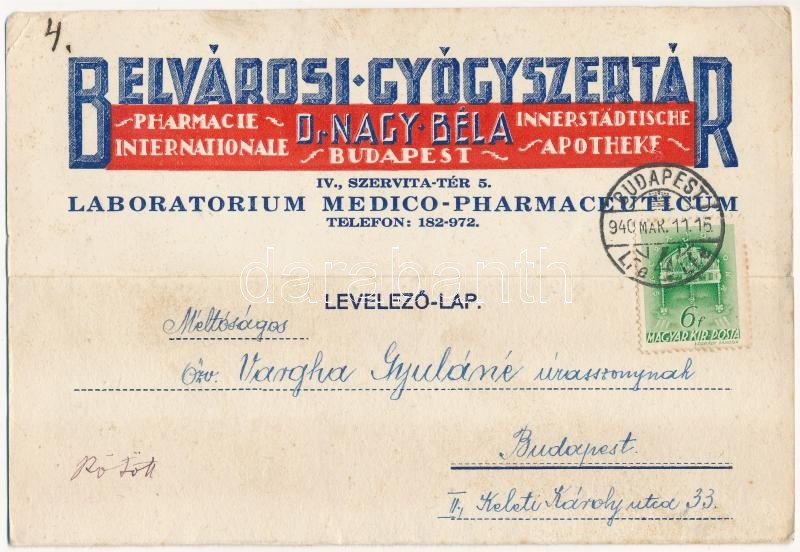 4.
BELVÁROSI·GYÓGYSZERTÁR
PHARMACIE INTERNATIONALE
Dr NAGY·BÉLA
BUDAPEST
INNERSTÄDTISCHE APOTHEKE
IV., SZERVITA-TÉR 5.
LABORATORIUM MEDICO-PHARMACEUTICUM
TELEFON: 182-972.
BUDAPEST
940 MÁR. 11.15
6f
MAGYAR KIR. POSTA
darabanth
LEVELEZŐ-LAP.
Méltóságos
Özv. Vargha Gyuláné úrasszonynak
Budapest.
II., Keleti Károly utca 33.